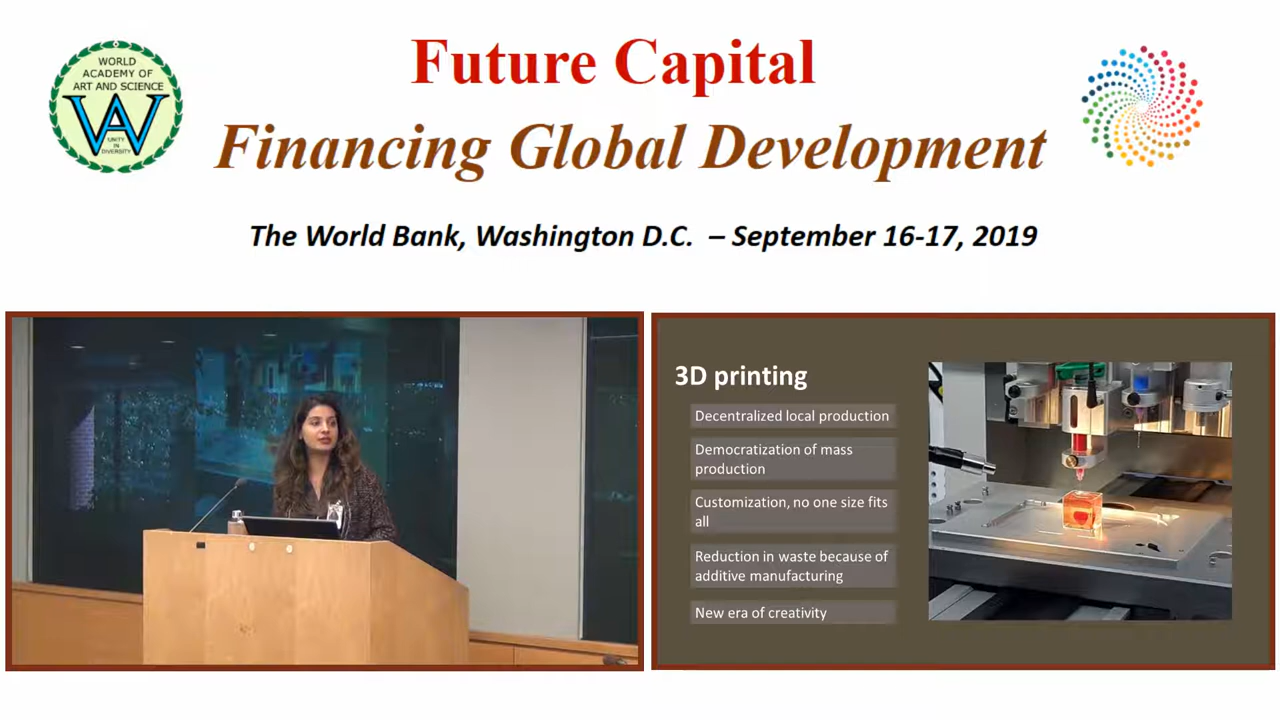 WORLD
ACADEMY OF
ART AND SCIENCE
UNITY
IN
DIVERSITY
Future Capital
Financing Global Development
The World Bank, Washington D.C. – September 16-17, 2019
3D printing
Decentralized local production
Democratization of mass
production
Customization, no one size fits
all
Reduction in waste because of
additive manufacturing
New era of creativity